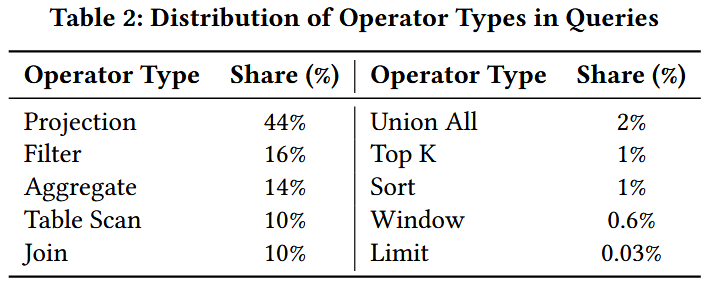 Table 2: Distribution of Operator Types in Queries
Operator Type Share (%) Operator Type Share (%)
Projection 44% Union All 2%
Filter 16% Top K 1%
Aggregate 14% Sort 1%
Table Scan 10% Window 0.6%
Join 10% Limit 0.03%